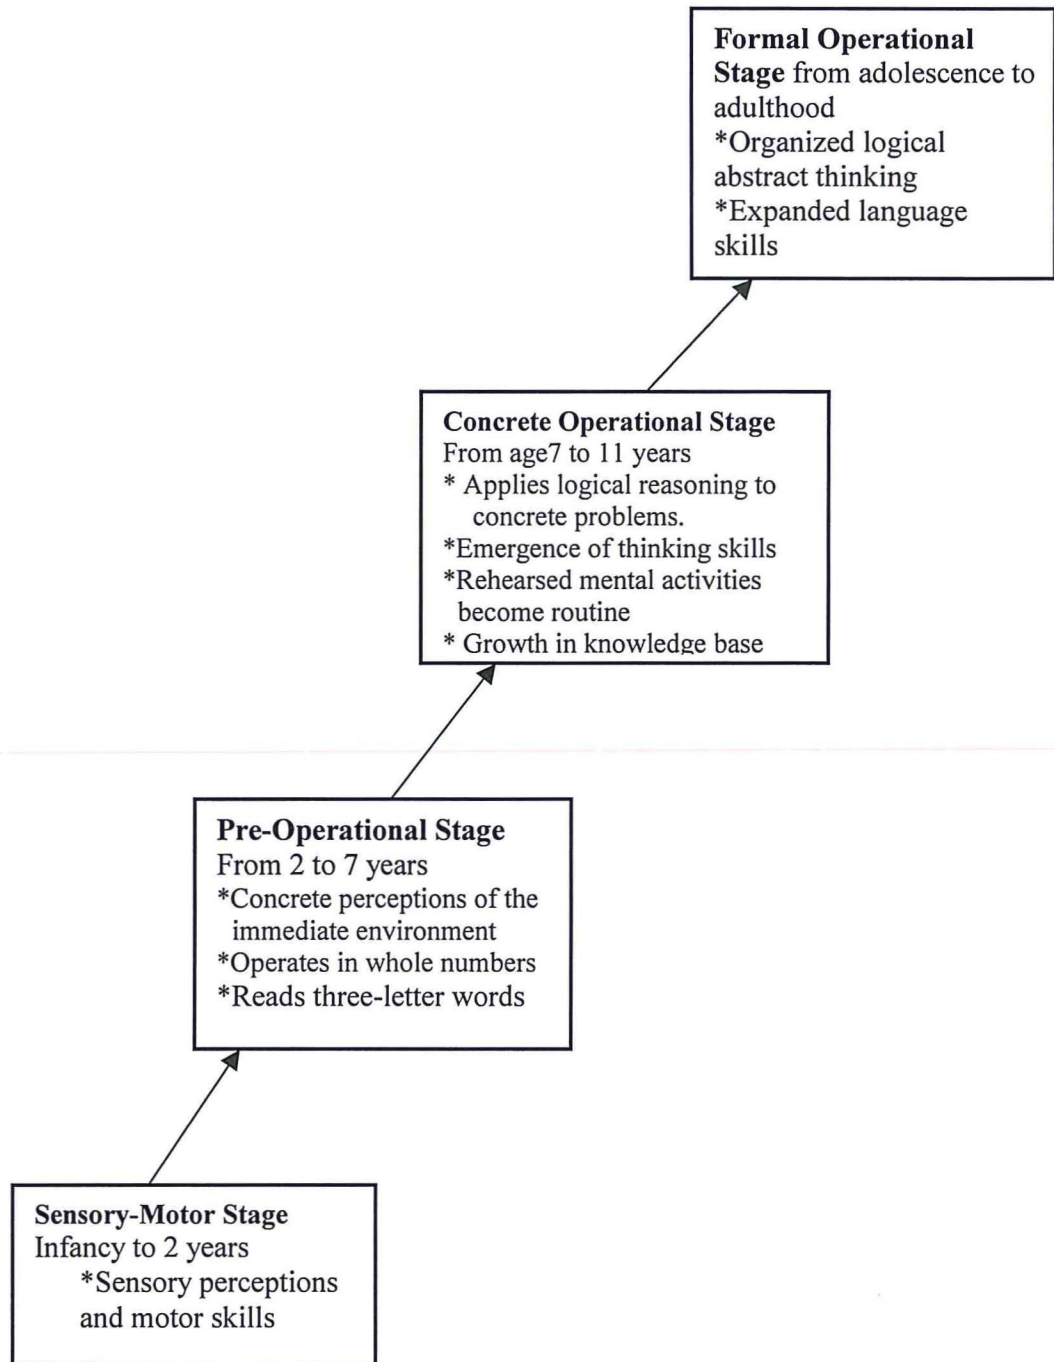 Formal Operational
Stage from adolescence to
adulthood
*Organized logical
abstract thinking
*Expanded language
skills
Concrete Operational Stage
From age7 to 11 years
* Applies logical reasoning to
concrete problems.
*Emergence of thinking skills
*Rehearsed mental activities
become routine
* Growth in knowledge base
Pre-Operational Stage
From 2 to 7 years
*Concrete perceptions of the
immediate environment
*Operates in whole numbers
*Reads three-letter words
Sensory-Motor Stage
Infancy to 2 years
*Sensory perceptions
and motor skills